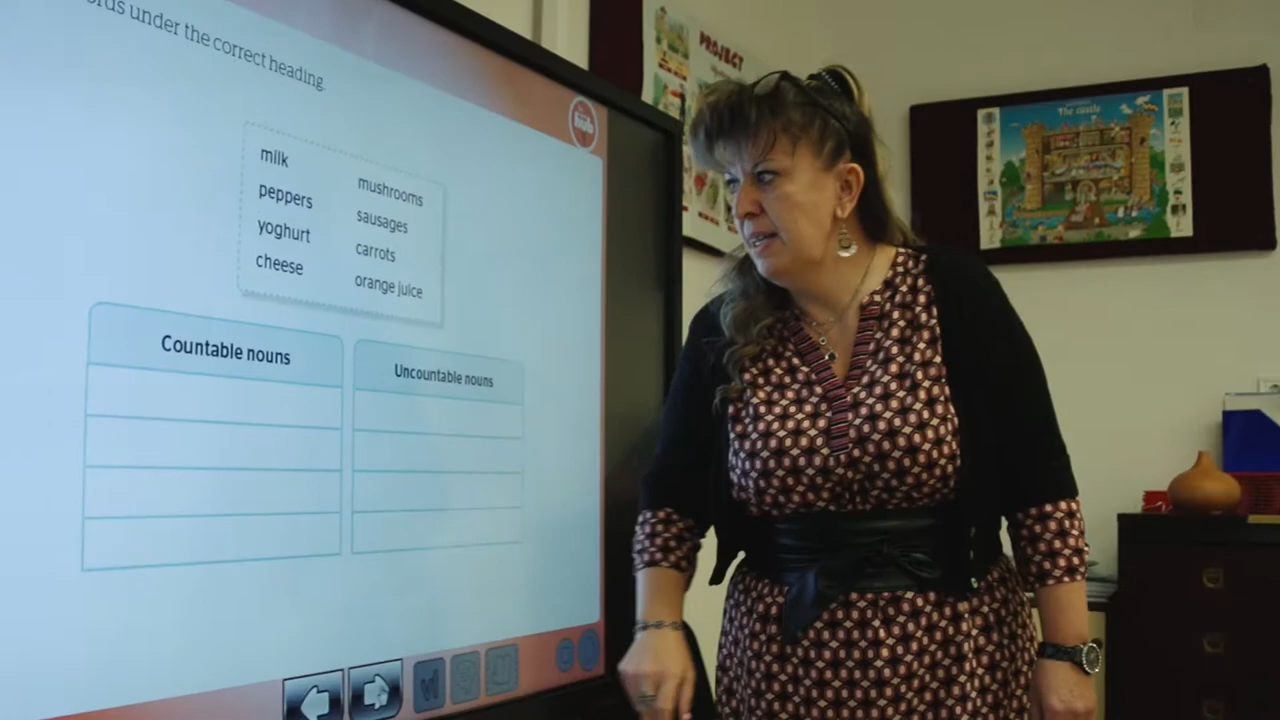 under the correct heading.
milk
mushrooms
peppers
sausages
yoghurt
carrots
cheese
orange juice
Countable nouns
Uncountable nouns
PROJECT
The castle